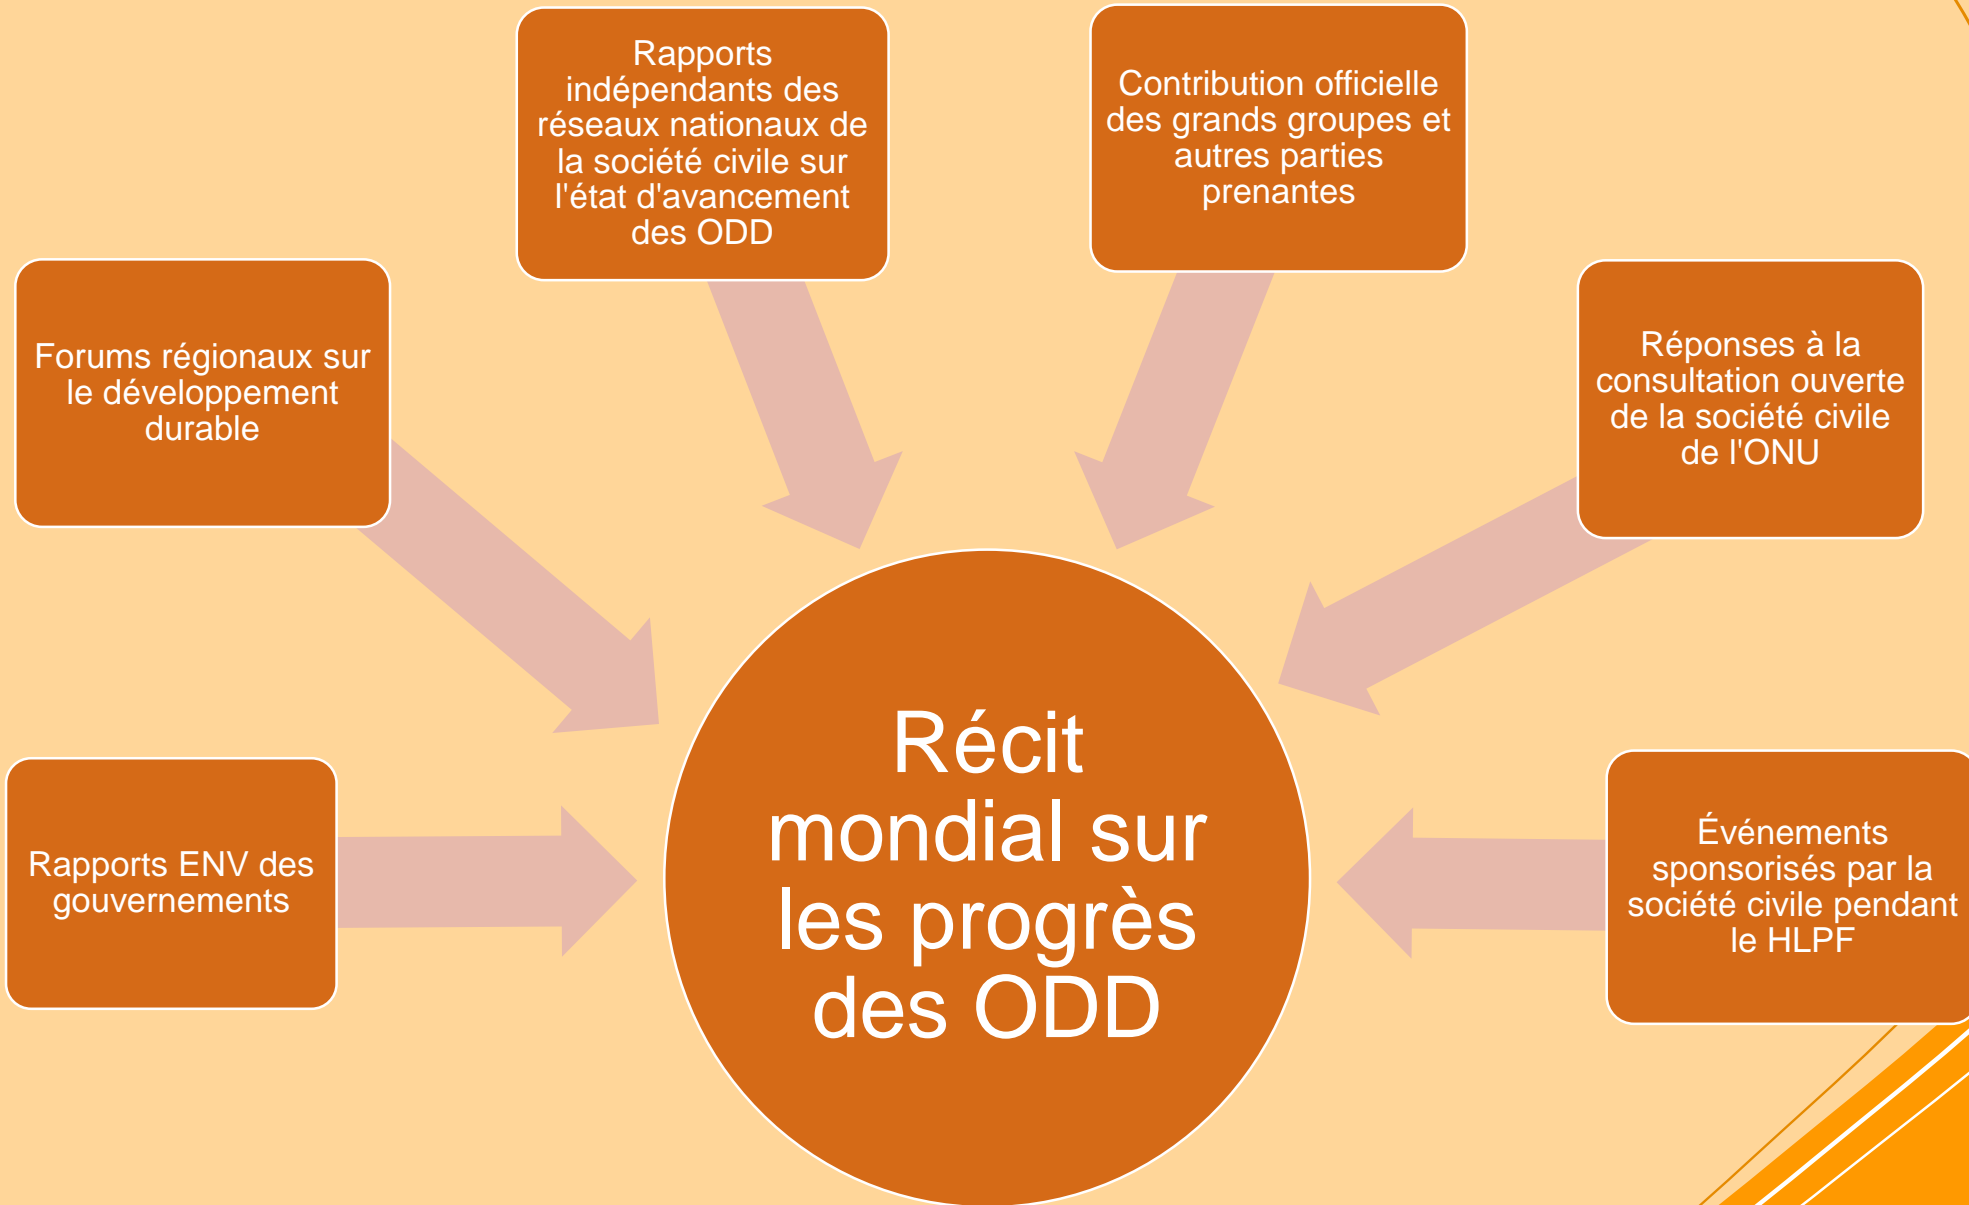 Rapports
indépendants des
réseaux nationaux de
la société civile sur
l'état d'avancement
des ODD
Contribution officielle
des grands groupes et
autres parties
prenantes
Forums régionaux sur
le développement
durable
Réponses à la
consultation ouverte
de la société civile
de l'ONU
Rapports ENV des
gouvernements
Événements
sponsorisés par la
société civile pendant
le HLPF
Récit
mondial sur
les progrès
des ODD